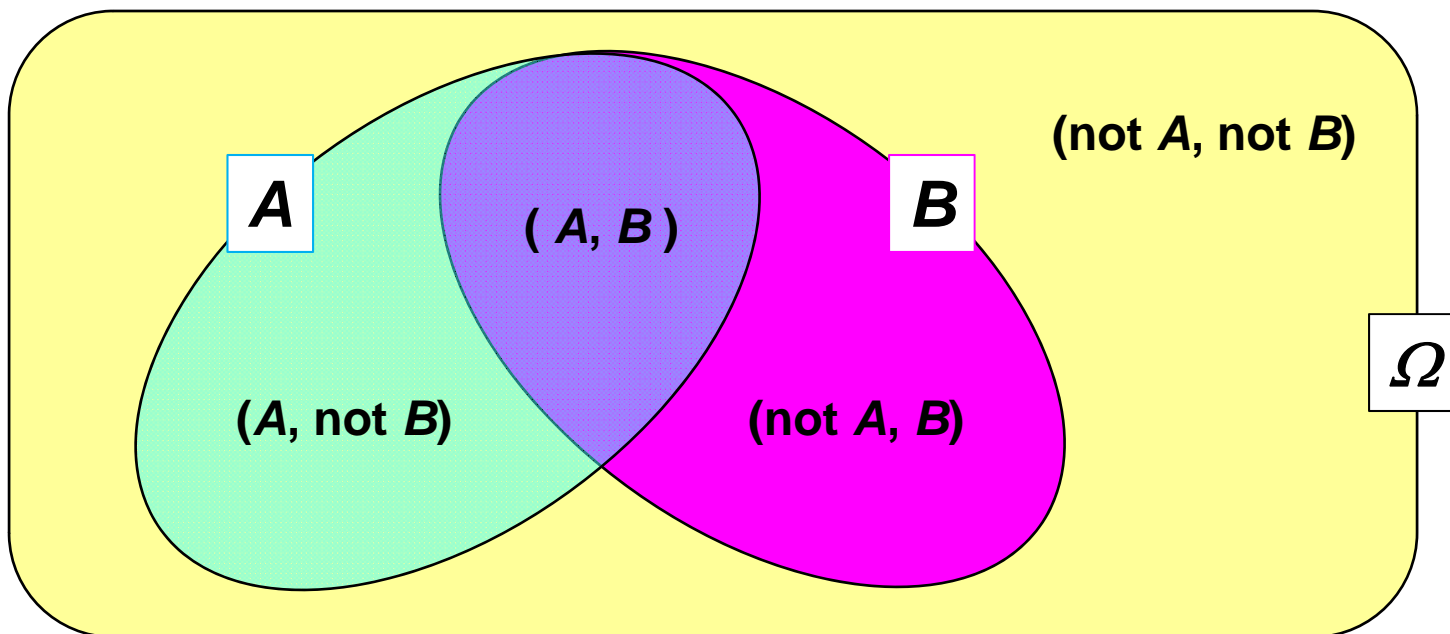 (not A, not B)
A
B
( A, B )
Ω
(A, not B)
(not A, B)